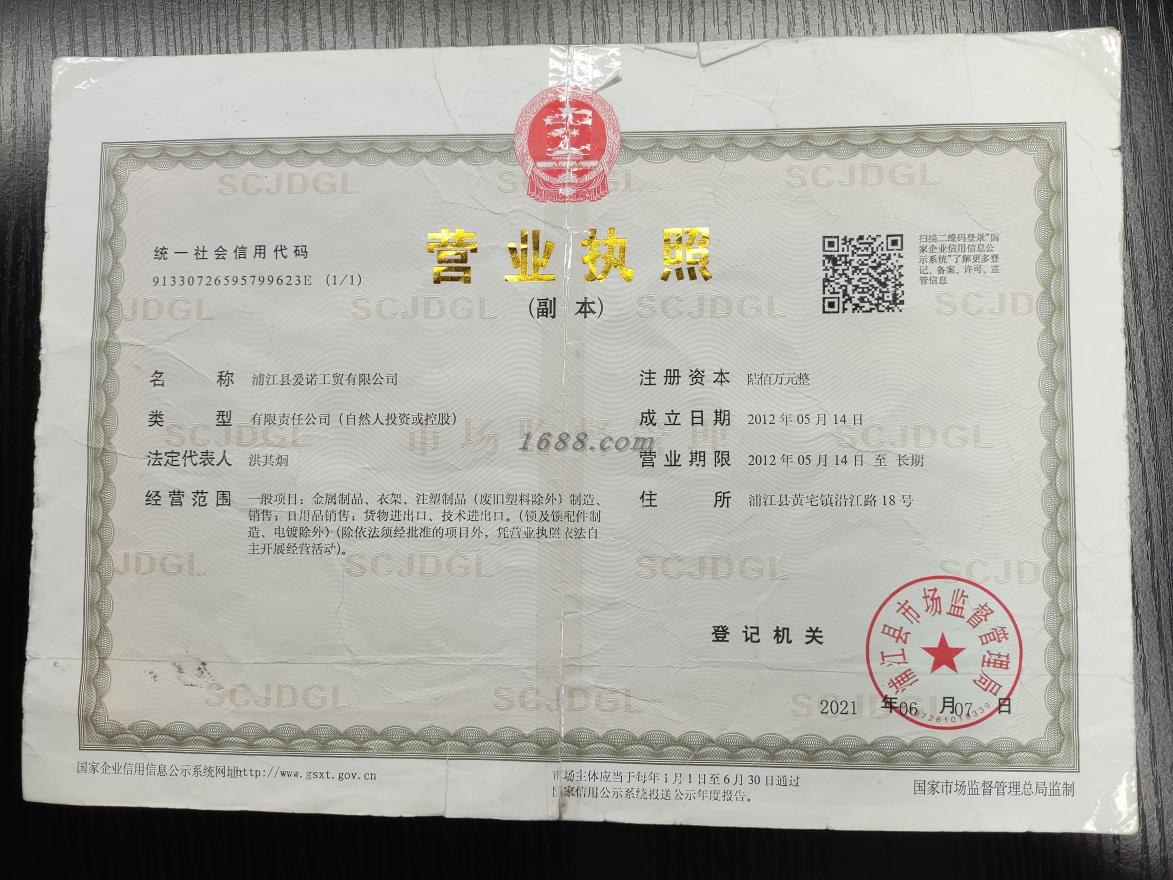 统一社会信用代码
91330726595799623E (1/1)
营业执照
(副 本)
扫描二维码登录"国
家企业信用信息公
示系统"了解更多登
记、备案、许可、监
管信息
名 称 浦江县爱诺工贸有限公司
类 型 有限责任公司(自然人投资或控股)
法定代表人 洪其炯
经营范围 一般项目:金属制品、衣架、注塑制品(废旧塑料除外)制造、
销售;日用品销售;货物进出口、技术进出口。(锁及锁配件制
造、电镀除外)(除依法须经批准的项目外,凭营业执照依法自
主开展经营活动)。
注册资本 陆佰万元整
成立日期 2012年05月14日
营业期限 2012年05月14日 至 长期
住 所 浦江县黄宅镇沿江路18号
1688.com
登记机关
浦江县市场监督管理局
2021 年06 月07 日
国家企业信用信息公示系统网址http://www.gsxt.gov.cn
市场主体应当于每年1月1日至6月30日通过
国家信用公示系统报送公示年度报告。
国家市场监督管理总局监制
SCJDGL